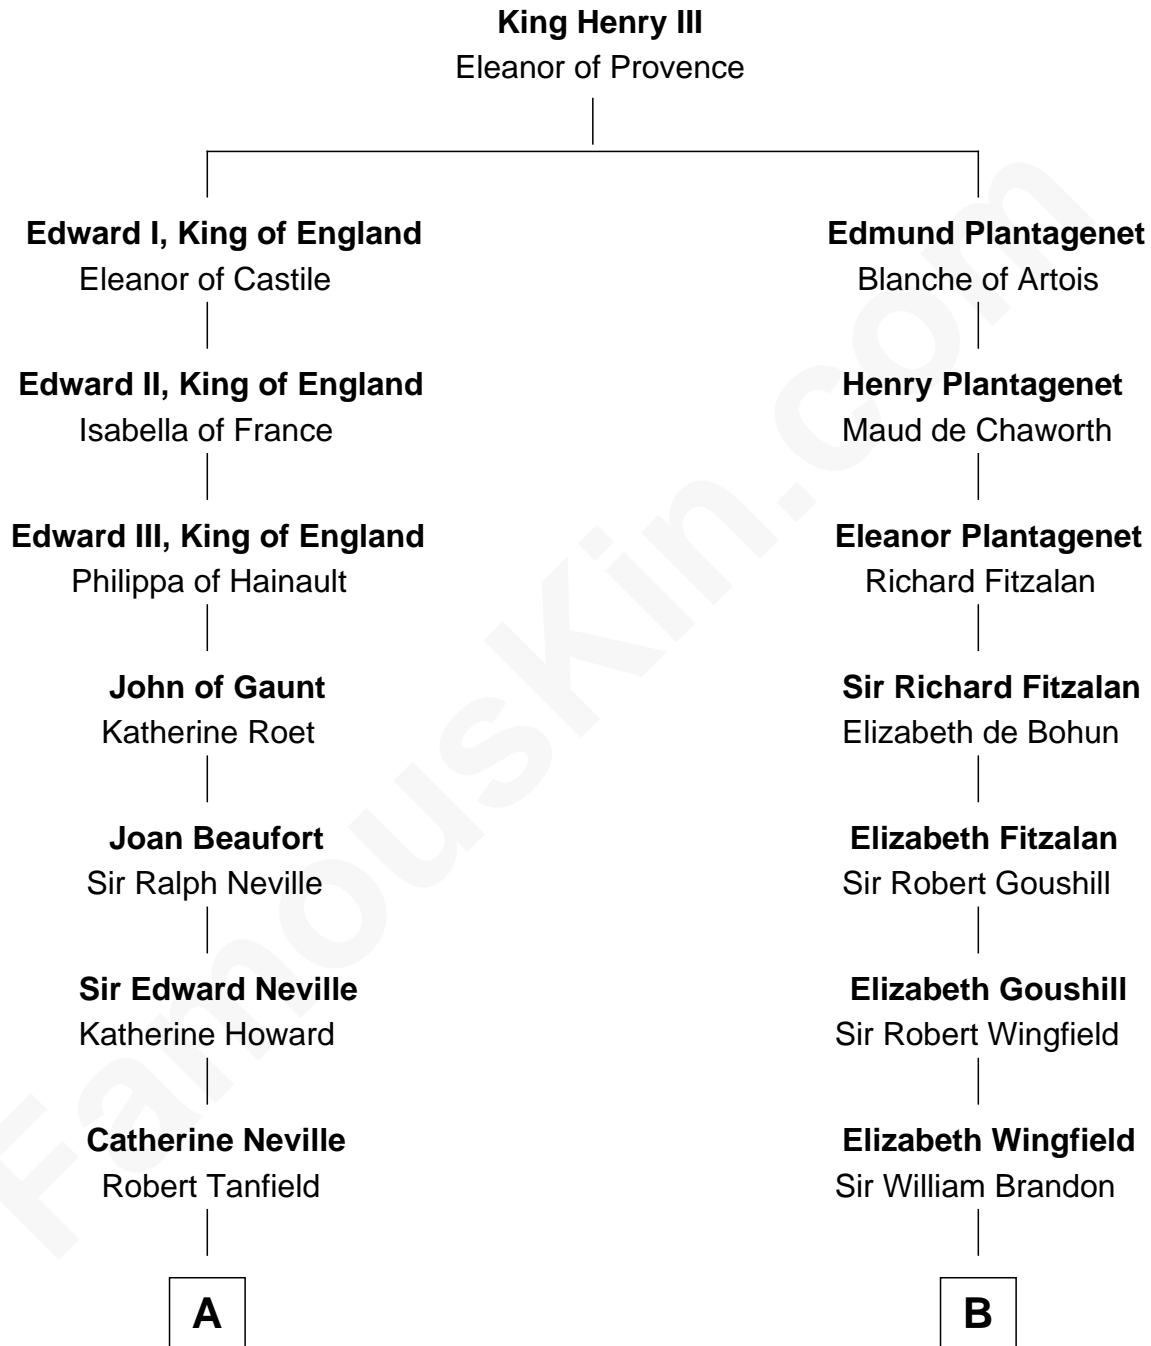 King Henry III
Eleanor of Provence
Edward I, King of England
Eleanor of Castile
Edmund Plantagenet
Blanche of Artois
Edward II, King of England
Isabella of France
Henry Plantagenet
Maud de Chaworth
Edward III, King of England
Philippa of Hainault
Eleanor Plantagenet
Richard Fitzalan
John of Gaunt
Katherine Roet
Sir Richard Fitzalan
Elizabeth de Bohun
Joan Beaufort
Sir Ralph Neville
Elizabeth Fitzalan
Sir Robert Goushill
Sir Edward Neville
Katherine Howard
Elizabeth Goushill
Sir Robert Wingfield
Catherine Neville
Robert Tanfield
Elizabeth Wingfield
Sir William Brandon
A
B
FamousKin.com